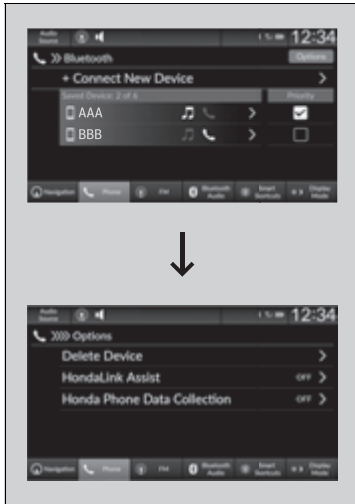 Audio
Source
12:34
Bluetooth
Options
+ Connect New Device
Saved Device: 2 of 6
Priority
AAA
BBB
Navigation
Phone
FM
Bluetooth
Audio
Smart
Shortcuts
Display
Mode
Audio
Source
12:34
Options
Delete Device
HondaLink Assist
OFF
Honda Phone Data Collection
OFF
Navigation
Phone
FM
Bluetooth
Audio
Smart
Shortcuts
Display
Mode